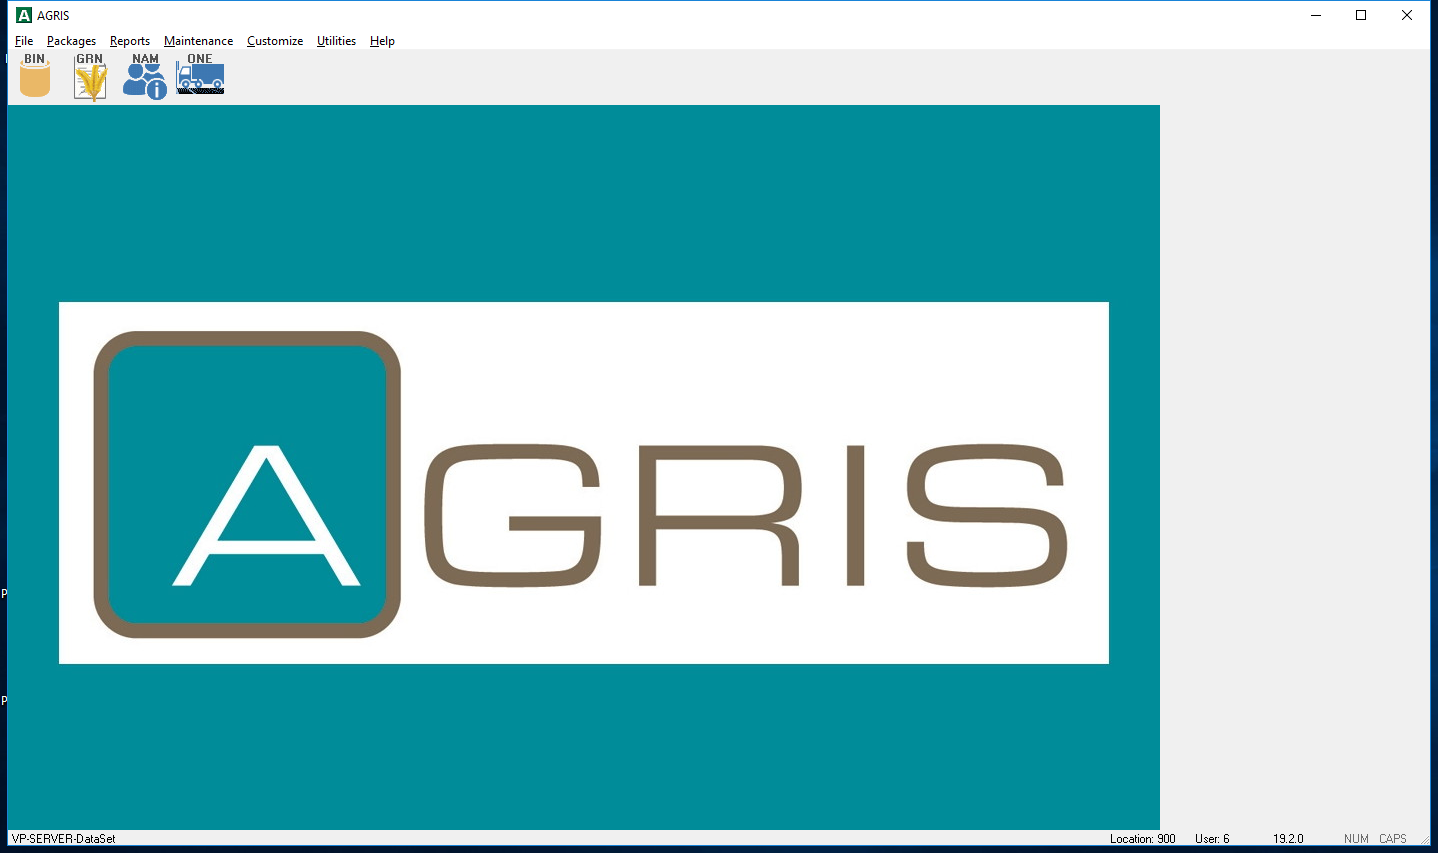 AGRIS
File Packages Reports Maintenance Customize Utilities Help
BIN GRN NAM ONE
AGRIS
VP-SERVER-DataSet Location: 900 User: 6 19.2.0 NUM CAPS